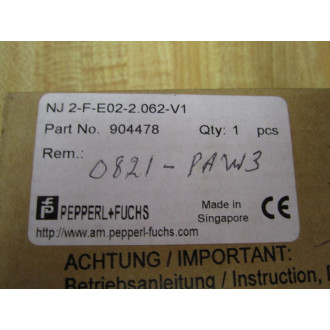 NJ 2-F-E02-2.062-V1
Part No. 904478 Qty: 1 pcs
Rem.: 0821-PAW3
PEPPERL+FUCHS Made in Singapore CE
http://www.am.pepperl-fuchs.com
ACHTUNG / IMPORTANT:
Betriebsanleitung / Instruction,